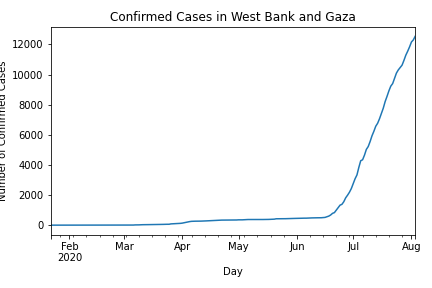 Confirmed Cases in West Bank and Gaza
Number of Confirmed Cases
12000
10000
8000
6000
4000
2000
0
Feb
2020
Mar
Apr
May
Jun
Jul
Aug
Day